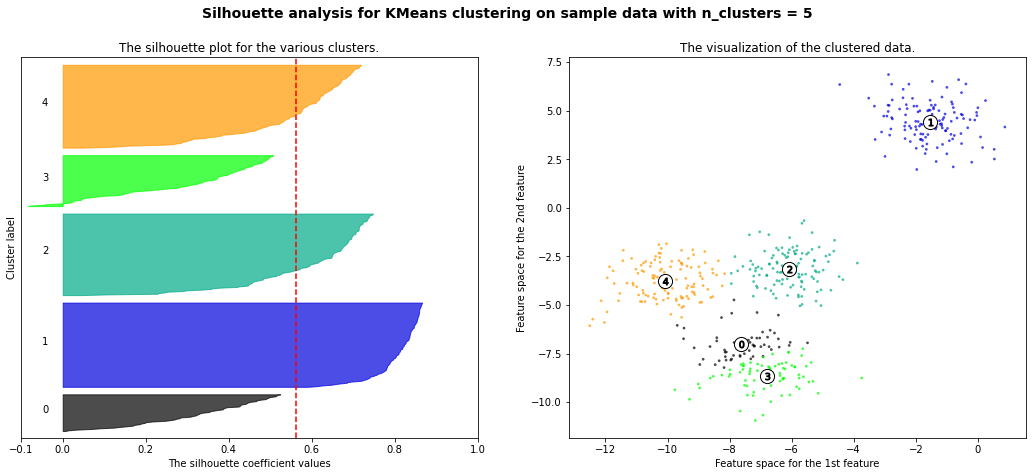 Silhouette analysis for KMeans clustering on sample data with n_clusters = 5
The silhouette plot for the various clusters.
4
3
2
1
0
Cluster label
−0.1 0.0 0.2 0.4 0.6 0.8 1.0
The silhouette coefficient values
The visualization of the clustered data.
7.5
5.0
2.5
0.0
−2.5
−5.0
−7.5
−10.0
Feature space for the 2nd feature
1
2
4
0
3
−12 −10 −8 −6 −4 −2 0
Feature space for the 1st feature